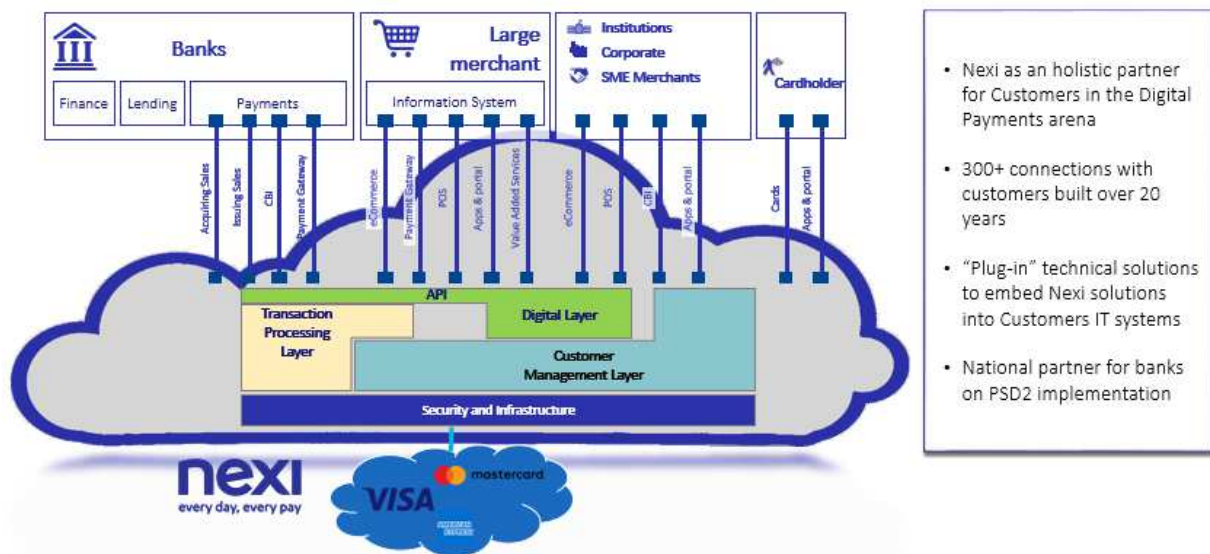 Banks
Finance
Lending
Payments
Large
merchant
Information System
Institutions
Corporate
SME Merchants
Cardholder
Acquiring Sales
Issuing Sales
CBI
Payment Gateway
eCommerce
Payment Gateway
POS
Apps & portal
Value Added Services
eCommerce
POS
CBI
Apps & portal
Cards
Apps & portal
API
Transaction
Processing
Layer
Digital Layer
Customer
Management Layer
Security and Infrastructure
nexi
every day, every pay
mastercard
VISA
AMERICAN
EXPRESS
• Nexi as an holistic partner
for Customers in the Digital
Payments arena
• 300+ connections with
customers built over 20
years
• “Plug-in” technical solutions
to embed Nexi solutions
into Customers IT systems
• National partner for banks
on PSD2 implementation